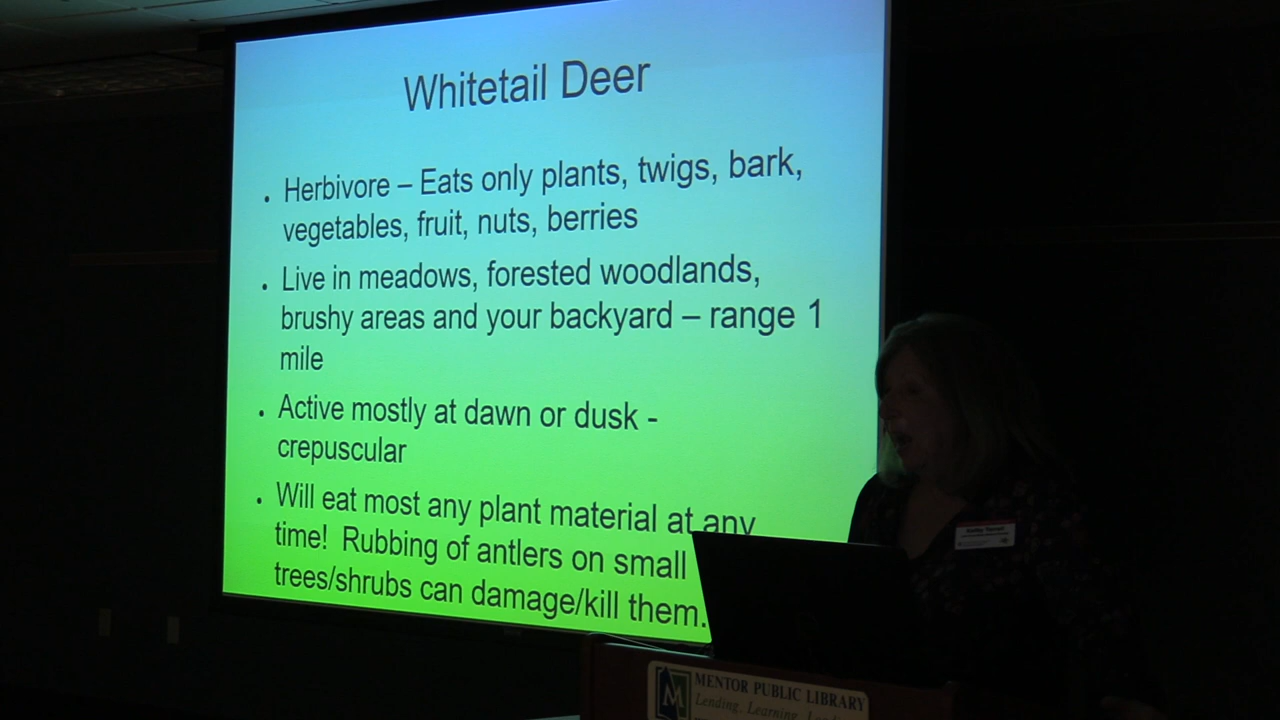 Whitetail Deer
• Herbivore – Eats only plants, twigs, bark,
vegetables, fruit, nuts, berries
• Live in meadows, forested woodlands,
brushy areas and your backyard – range 1
mile
• Active mostly at dawn or dusk -
crepuscular
• Will eat most any plant material at any
time! Rubbing of antlers on small
trees/shrubs can damage/kill them.
M
MENTOR PUBLIC LIBRARY
Lending. Learning.